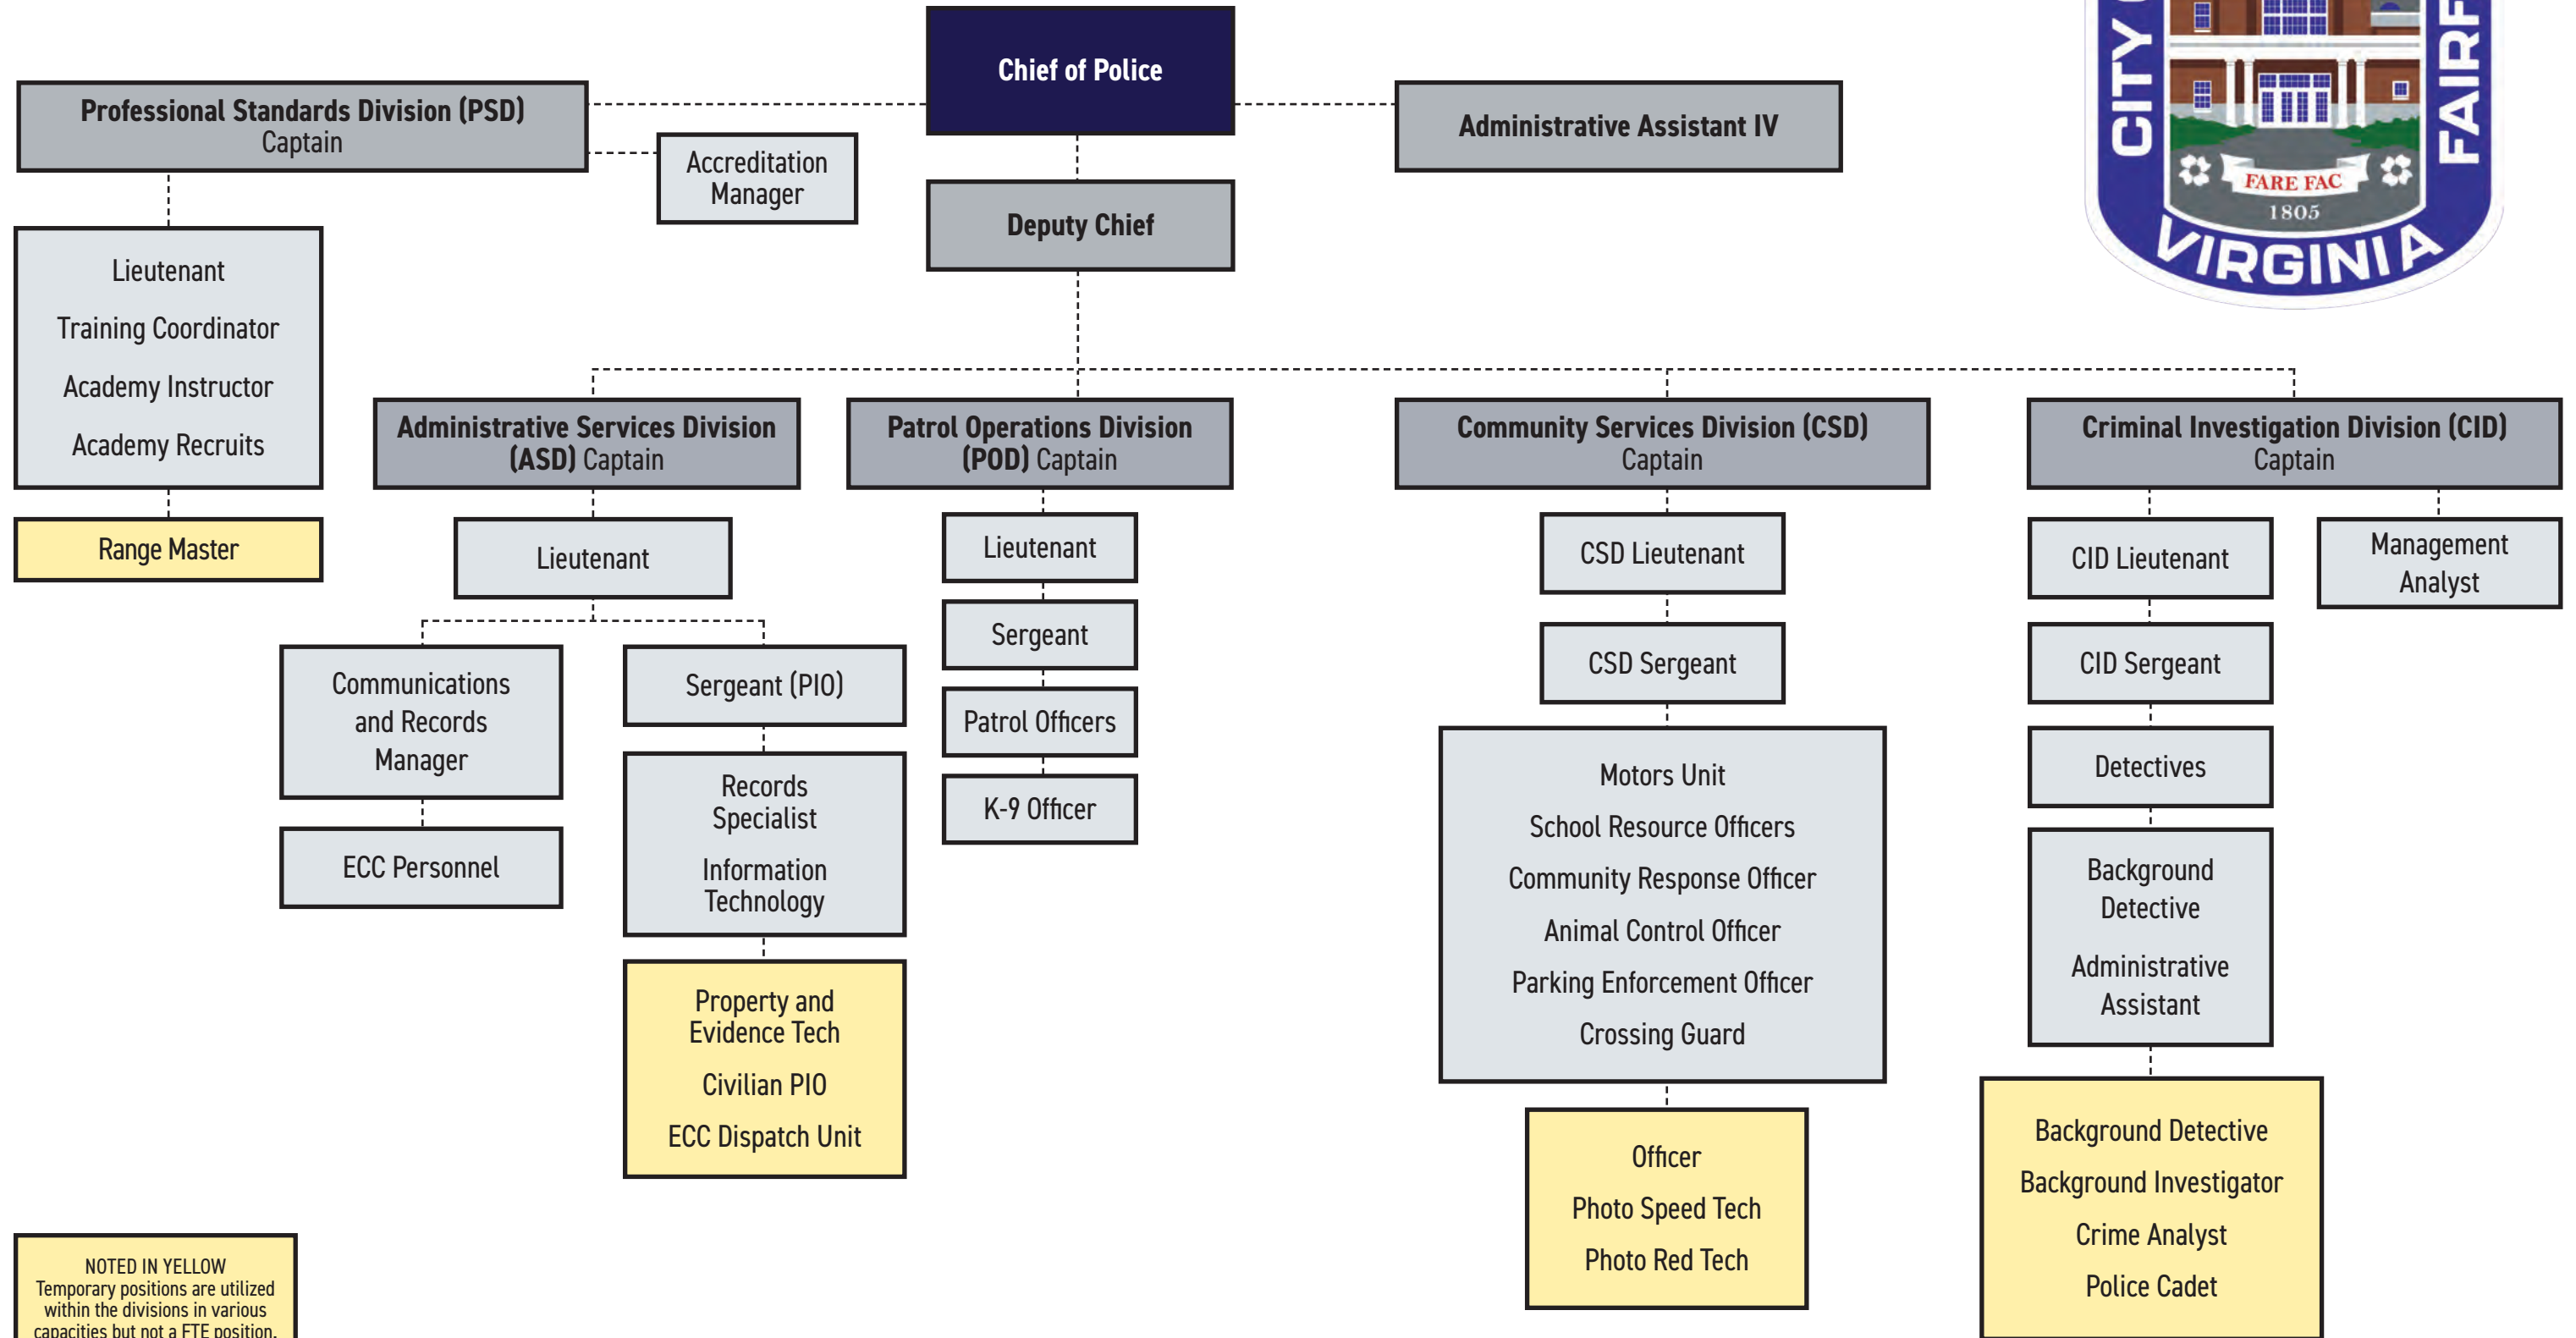 Chief of Police
Professional Standards Division (PSD)
Captain
Accreditation
Manager
Administrative Assistant IV
Deputy Chief
CITY
FAIRF
FARE FAC
1805
VIRGINIA
Lieutenant
Training Coordinator
Academy Instructor
Academy Recruits
Range Master
Administrative Services Division
(ASD) Captain
Lieutenant
Communications
and Records
Manager
ECC Personnel
Sergeant (PIO)
Records
Specialist
Information
Technology
Property and
Evidence Tech
Civilian PIO
ECC Dispatch Unit
Patrol Operations Division
(POD) Captain
Lieutenant
Sergeant
Patrol Officers
K-9 Officer
Community Services Division (CSD)
Captain
CSD Lieutenant
CSD Sergeant
Motors Unit
School Resource Officers
Community Response Officer
Animal Control Officer
Parking Enforcement Officer
Crossing Guard
Officer
Photo Speed Tech
Photo Red Tech
Criminal Investigation Division (CID)
Captain
CID Lieutenant
Management
Analyst
CID Sergeant
Detectives
Background
Detective
Administrative
Assistant
Background Detective
Background Investigator
Crime Analyst
Police Cadet
NOTED IN YELLOW
Temporary positions are utilized
within the divisions in various
capacities but not a FTE position.